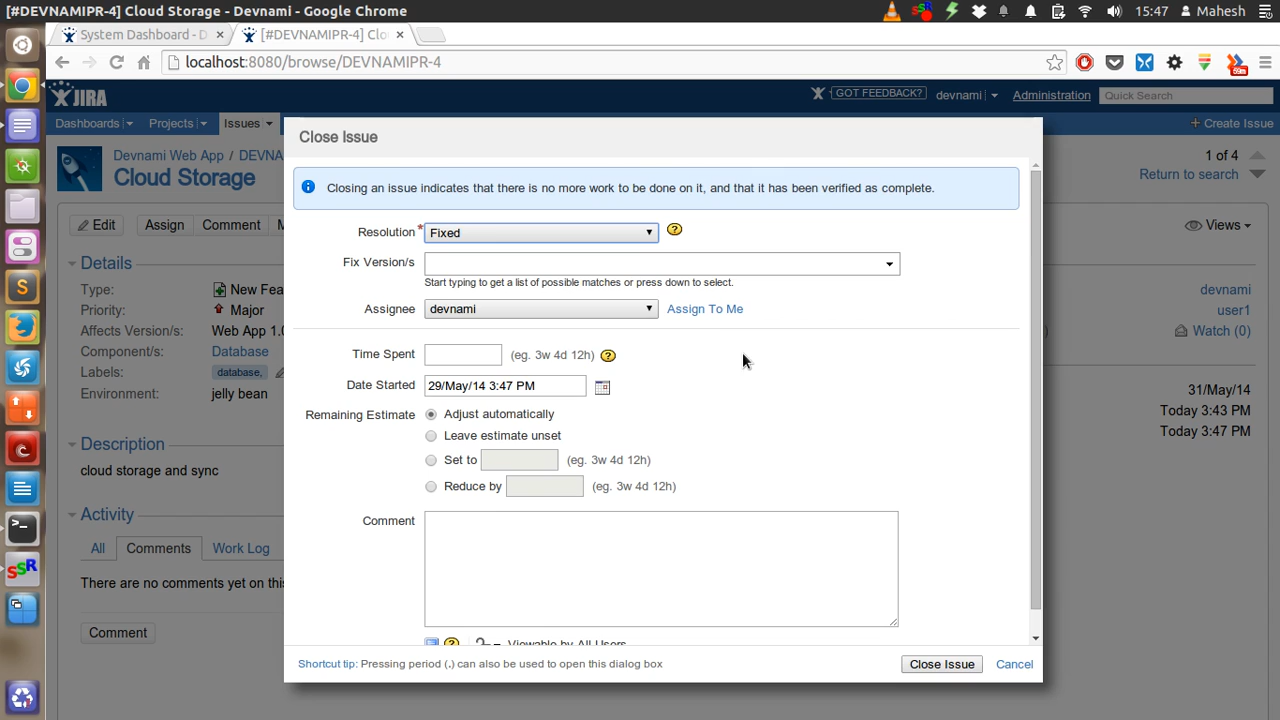 [#DEVNAMIPR-4] Cloud Storage - Devnami - Google Chrome 15:47 Mahesh
System Dashboard - D × [#DEVNAMIPR-4] Clo ×
localhost:8080/browse/DEVNAMIPR-4
59m
JIRA GOT FEEDBACK? devnami Administration Quick Search
Dashboards Projects Issues + Create Issue
Close Issue
Devnami Web App / DEVNA
Cloud Storage
1 of 4
Return to search
Closing an issue indicates that there is no more work to be done on it, and that it has been verified as complete.
Edit Assign Comment M
Views
Resolution * Fixed
Fix Version/s
Start typing to get a list of possible matches or press down to select.
Details
Type: New Fea
Priority: Major
Affects Version/s: Web App 1.0
Component/s: Database
Labels: database,
Environment: jelly bean
devnami
user1
Watch (0)
Assignee devnami Assign To Me
Time Spent (eg. 3w 4d 12h)
Date Started 29/May/14 3:47 PM
Remaining Estimate Adjust automatically
Leave estimate unset
Set to (eg. 3w 4d 12h)
Reduce by (eg. 3w 4d 12h)
31/May/14
Today 3:43 PM
Today 3:47 PM
Description
cloud storage and sync
Activity
All Comments Work Log
There are no comments yet on this
Comment
Comment
Viewable by All Users
Shortcut tip: Pressing period (.) can also be used to open this dialog box
Close Issue Cancel